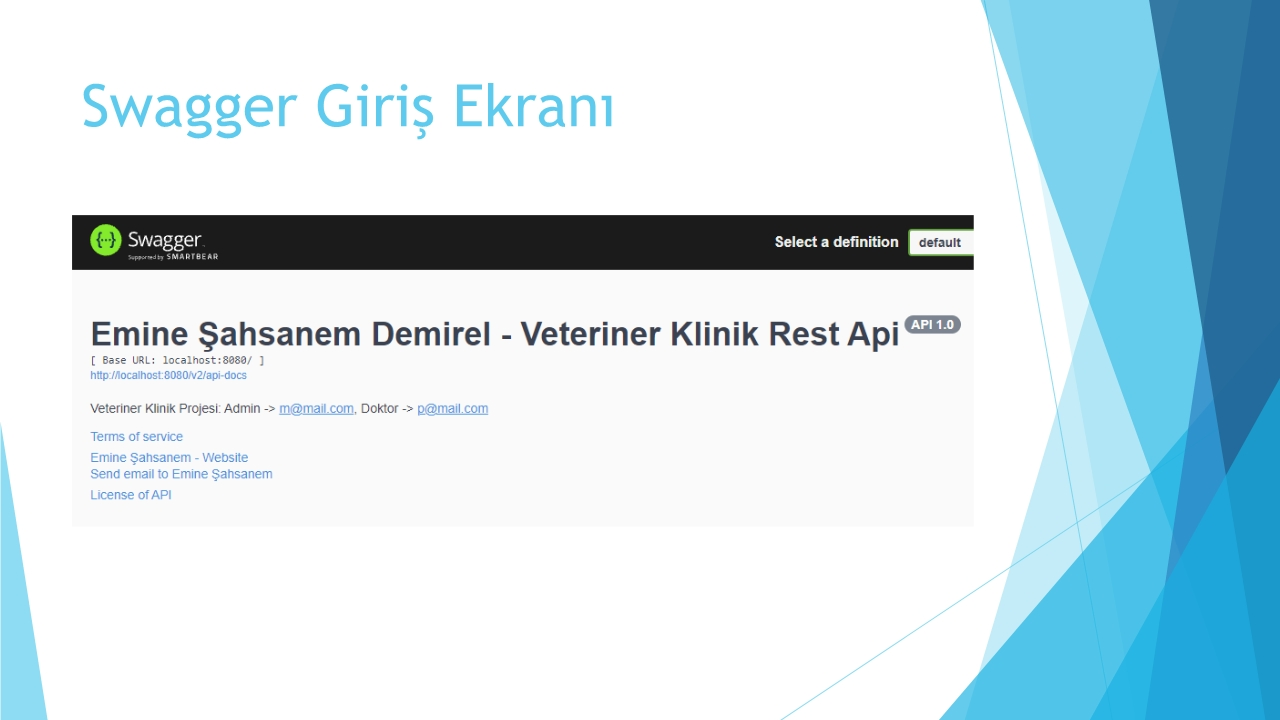 Swagger Giriş Ekranı
{···} Swagger
Supported by SMARTBEAR
Select a definition
default
Emine Şahsanem Demirel - Veteriner Klinik Rest Api API 1.0
[ Base URL: localhost:8080/ ]
http://localhost:8080/v2/api-docs
Veteriner Klinik Projesi: Admin -> m@mail.com, Doktor -> p@mail.com
Terms of service
Emine Şahsanem - Website
Send email to Emine Şahsanem
License of API